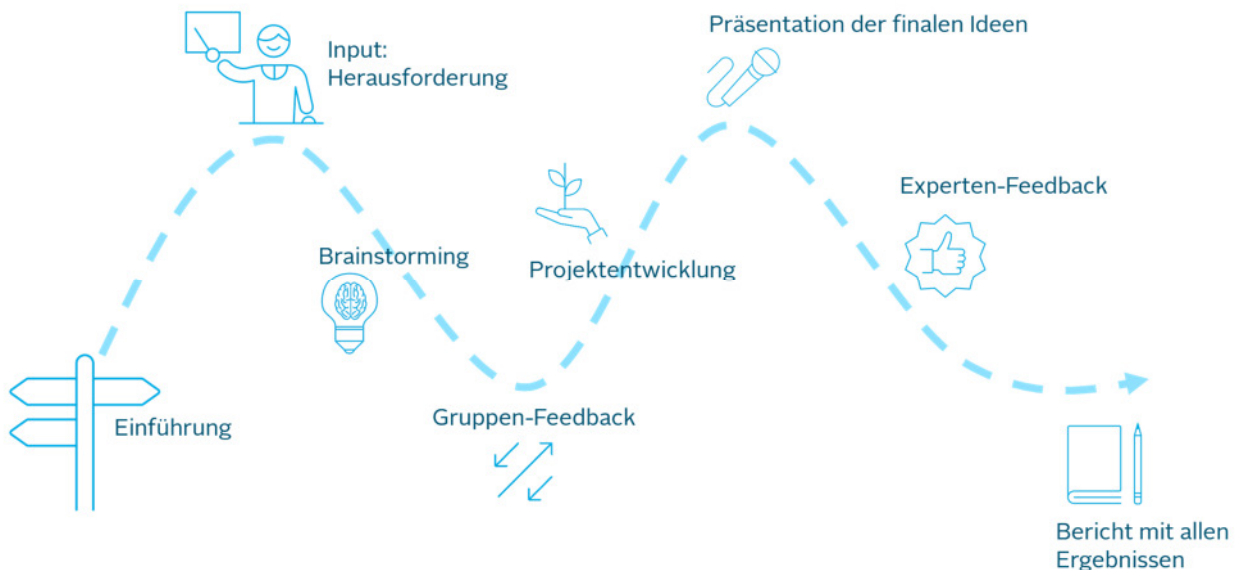 Einführung
Input:
Herausforderung
Brainstorming
Gruppen-Feedback
Projektentwicklung
Präsentation der finalen Ideen
Experten-Feedback
Bericht mit allen
Ergebnissen